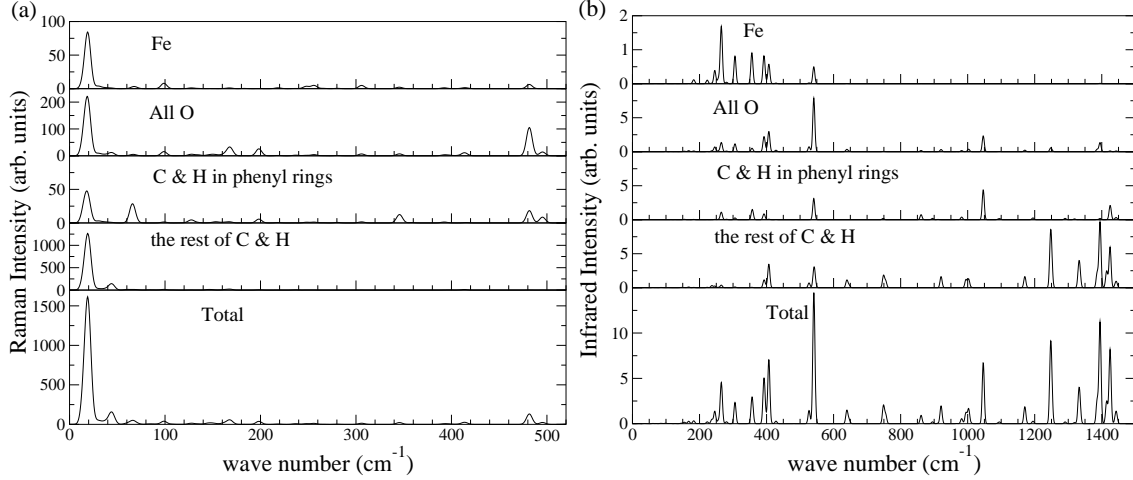 (a)
Raman Intensity (arb. units)
100
50
0
Fe
200
100
0
All O
50
25
0
C & H in phenyl rings
1000
500
0
the rest of C & H
1500
1000
500
0
Total
0 100 200 300 400 500
wave number (cm-1)
(b)
Infrared Intensity (arb. units)
2
1
0
Fe
5
0
All O
5
0
C & H in phenyl rings
5
0
the rest of C & H
10
5
0
Total
0 200 400 600 800 1000 1200 1400
wave number (cm-1)